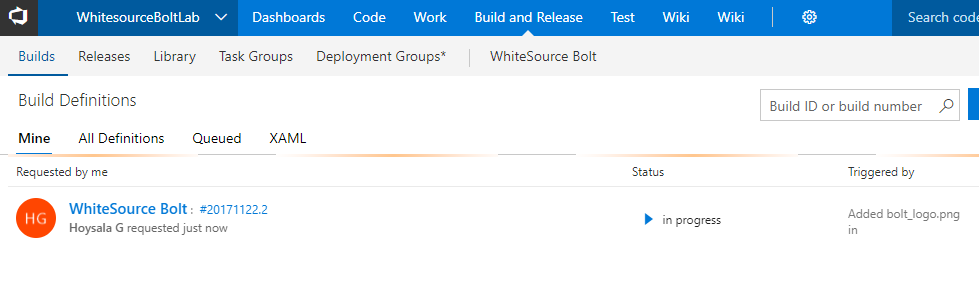 WhitesourceBoltLab Dashboards Code Work Build and Release Test Wiki Wiki Search code
Builds Releases Library Task Groups Deployment Groups* WhiteSource Bolt
Build Definitions
Build ID or build number
Mine All Definitions Queued XAML
Requested by me Status Triggered by
HG WhiteSource Bolt : #20171122.2
Hoysala G requested just now
in progress
Added bolt_logo.png
in